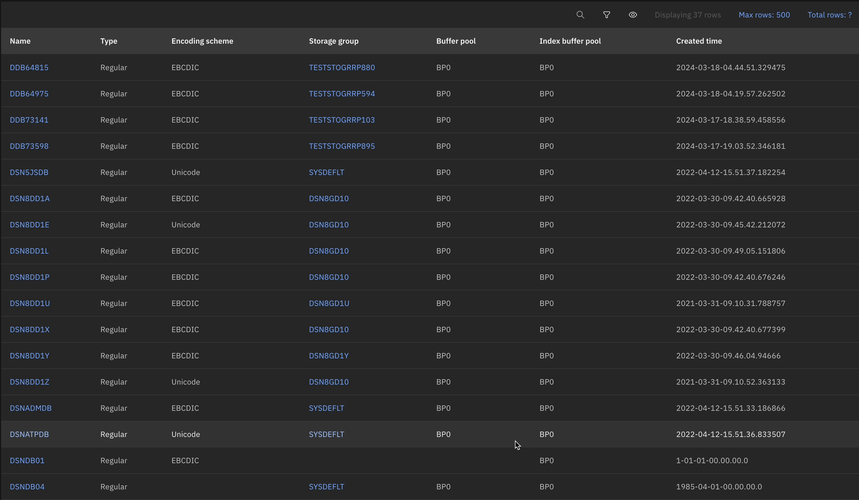 Displaying 37 rows Max rows: 500 Total rows: ?
Name Type Encoding scheme Storage group Buffer pool Index buffer pool Created time
DDB64815 Regular EBCDIC TESTSTOGRRP880 BP0 BP0 2024-03-18-04.44.51.329475
DDB64975 Regular EBCDIC TESTSTOGRRP594 BP0 BP0 2024-03-18-04.19.57.262502
DDB73141 Regular EBCDIC TESTSTOGRRP103 BP0 BP0 2024-03-17-18.38.59.458556
DDB73598 Regular EBCDIC TESTSTOGRRP895 BP0 BP0 2024-03-17-19.03.52.346181
DSN5JSDB Regular Unicode SYSDEFLT BP0 BP0 2022-04-12-15.51.37.182254
DSN8DD1A Regular EBCDIC DSN8GD10 BP0 BP0 2022-03-30-09.42.40.665928
DSN8DD1E Regular Unicode DSN8GD10 BP0 BP0 2022-03-30-09.45.42.212072
DSN8DD1L Regular EBCDIC DSN8GD10 BP0 BP0 2022-03-30-09.49.05.151806
DSN8DD1P Regular EBCDIC DSN8GD10 BP0 BP0 2022-03-30-09.42.40.676246
DSN8DD1U Regular EBCDIC DSN8GD1U BP0 BP0 2021-03-31-09.10.31.788757
DSN8DD1X Regular EBCDIC DSN8GD10 BP0 BP0 2022-03-30-09.42.40.677399
DSN8DD1Y Regular EBCDIC DSN8GD1Y BP0 BP0 2022-03-30-09.46.04.94666
DSN8DD1Z Regular Unicode DSN8GD10 BP0 BP0 2021-03-31-09.10.52.363133
DSNADMDB Regular EBCDIC SYSDEFLT BP0 BP0 2022-04-12-15.51.33.186866
DSNATPDB Regular Unicode SYSDEFLT BP0 BP0 2022-04-12-15.51.36.833507
DSNDB01 Regular EBCDIC BP0 1-01-01-00.00.00.0
DSNDB04 Regular SYSDEFLT BP0 BP0 1985-04-01-00.00.00.0